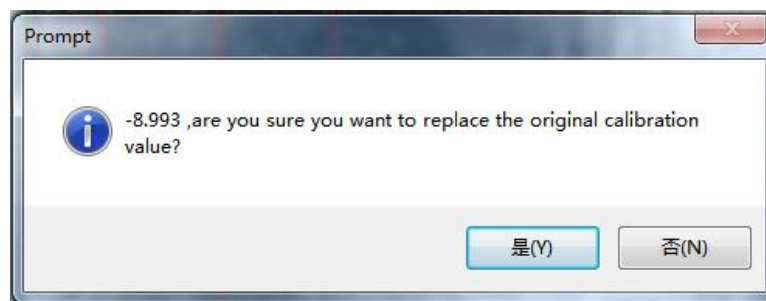 Prompt
-8.993 ,are you sure you want to replace the original calibration
value?
是(Y)
否(N)